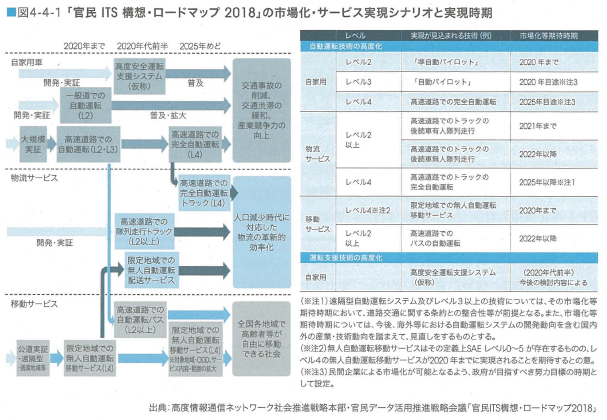 ■図4-4-1 「官民 ITS 構想・ロードマップ 2018」の市場化・サービス実現シナリオと実現時期
2020年まで
2020年代前半
2025年めど
自家用車
開発・実証
高度安全運転
支援システム
(仮称)
普及
開発・実証
一般道での
自動運転
(L2)
普及・拡大
大規模
実証
高速道路での
自動運転(L2・L3)
高速道路での
完全自動運転
(L4)
交通事故の
削減、
交通渋滞の
緩和、
産業競争力の
向上
物流サービス
高速道路での
完全自動運転
トラック(L4)
開発・実証
高速道路での
隊列走行トラック
(L2以上)
限定地域での
無人自動運転
配送サービス
人口減少時代に
対応した
物流の革新的
効率化
移動サービス
高速道路での
自動運転バス
(L2以上)
公道実証
・遠隔型
限定地域での
無人自動運転
移動サービス(L4)
限定地域での
無人自動運転
移動サービス(L4)
全国各地域で
高齢者等が
自由に移動
できる社会
レベル
実現が見込まれる技術(例)
市場化等期待時期
自動運転技術の高度化
自家用
レベル2
「準自動パイロット」
2020年まで
レベル3
「自動パイロット」
2020年目途※注3
レベル4
高速道路での完全自動運転
2025年目途※注3
物流
サービス
レベル2
以上
高速道路でのトラックの
後続車有人隊列走行
2021年まで
高速道路でのトラックの
後続車無人隊列走行
2022年以降
レベル4
高速道路でのトラックの
完全自動運転
2025年以降※注1
移動
サービス
レベル4※注2
限定地域での無人自動運転
移動サービス
2020年まで
レベル2
以上
高速道路での
バスの自動運転
2022年以降
運転支援技術の高度化
自家用
高度安全運転支援システム
(仮称)
(2020年代前半)
今後の検討内容による
(※注1)遠隔型自動運転システム及びレベル3以上の技術については、その市場化等
期待時期において、道路交通に関する条約との整合性等が前提となる。また、市場化等
期待時期については、今後、海外等における自動運転システムの開発動向を含む国内
外の産業・技術動向を踏まえて、見直しをするものとする。
(※注2)無人自動運転移動サービスはその定義上SAE レベル0~5が存在するものの、レ
ベル4の無人自動運転移動サービスが2020年までに実現されることを期待するとの意。
(※注3)民間企業による市場化が可能となるよう、政府が目指すべき努力目標の時期と
して設定。
出典：高度情報通信ネットワーク社会推進戦略本部・官民データ活用推進戦略会議「官民ITS構想・ロードマップ2018」